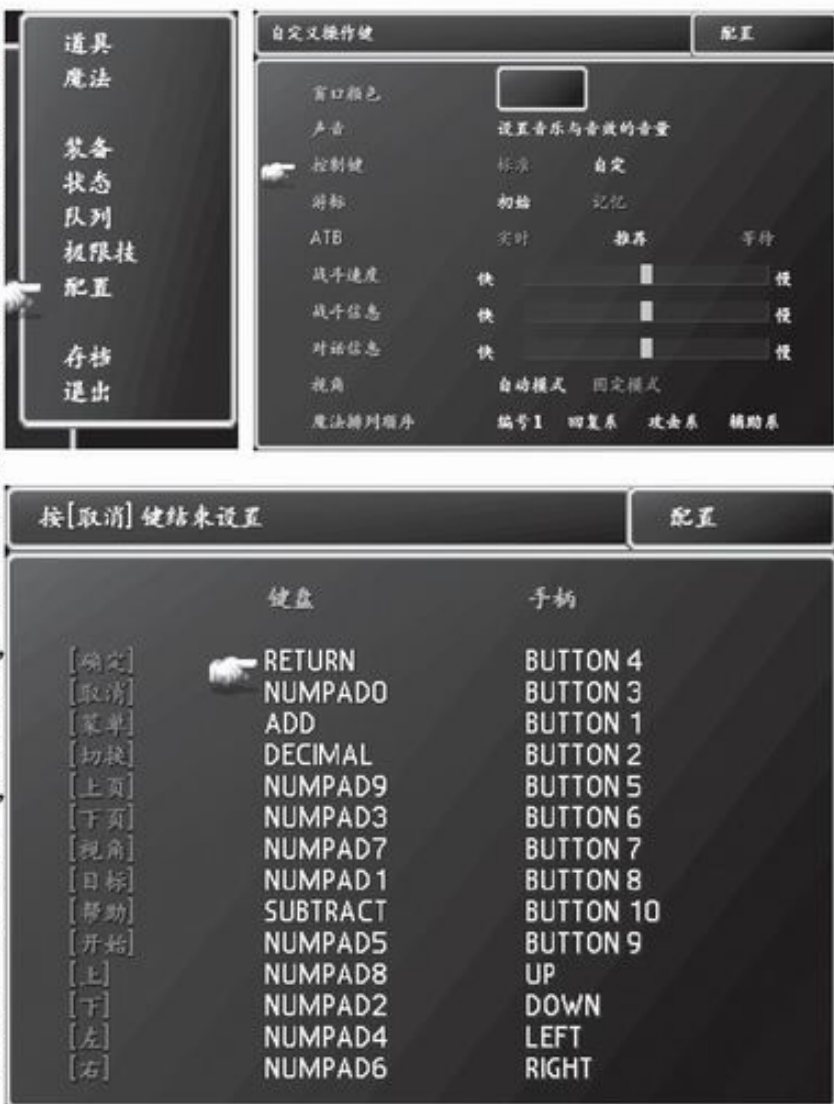 道具
魔法
装备
状态
队列
极限技
配置
存档
退出
自定义操作键 配置
窗口颜色
声音 设置音乐与音效的音量
控制键 标准 自定
游标 初始 记忆
ATB 实时 推荐 等待
战斗速度 快 慢
战斗信息 快 慢
对话信息 快 慢
视角 自动模式 固定模式
魔法排列顺序 编号1 回复系 攻击系 辅助系
按[取消]键结束设置 配置
键盘 手柄
[确定] RETURN BUTTON 4
[取消] NUMPAD0 BUTTON 3
[菜单] ADD BUTTON 1
[切换] DECIMAL BUTTON 2
[上页] NUMPAD9 BUTTON 5
[下页] NUMPAD3 BUTTON 6
[视角] NUMPAD7 BUTTON 7
[目标] NUMPAD1 BUTTON 8
[帮助] SUBTRACT BUTTON 10
[开始] NUMPAD5 BUTTON 9
[上] NUMPAD8 UP
[下] NUMPAD2 DOWN
[左] NUMPAD4 LEFT
[右] NUMPAD6 RIGHT